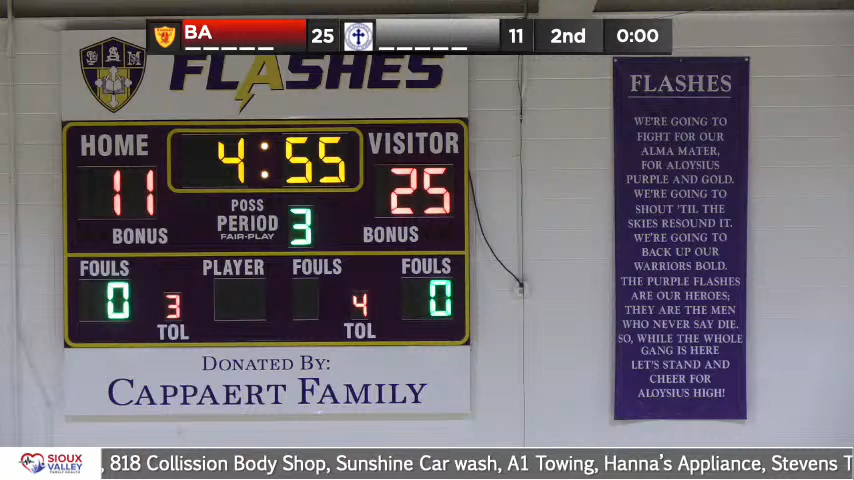 BA 25 11 2nd 0:00
FLASHES
HOME 4:55 VISITOR
11 25
POSS
PERIOD 3
FAIR-PLAY
BONUS BONUS
FOULS PLAYER FOULS FOULS
0 3 4 0
TOL TOL
DONATED BY:
CAPPAERT FAMILY
FLASHES
WE'RE GOING TO
FIGHT FOR OUR
ALMA MATER,
FOR ALOYSIUS
PURPLE AND GOLD.
WE'RE GOING TO
SHOUT 'TIL THE
SKIES RESOUND IT.
WE'RE GOING TO
BACK UP OUR
WARRIORS BOLD.
THE PURPLE FLASHES
ARE OUR HEROES;
THEY ARE THE MEN
WHO NEVER SAY DIE.
SO, WHILE THE WHOLE
GANG IS HERE
LET'S STAND AND
CHEER FOR
ALOYSIUS HIGH!
SIOUX
VALLEY
FAMILY HEALTH
, 818 Collission Body Shop, Sunshine Car wash, A1 Towing, Hanna's Appliance, Stevens T